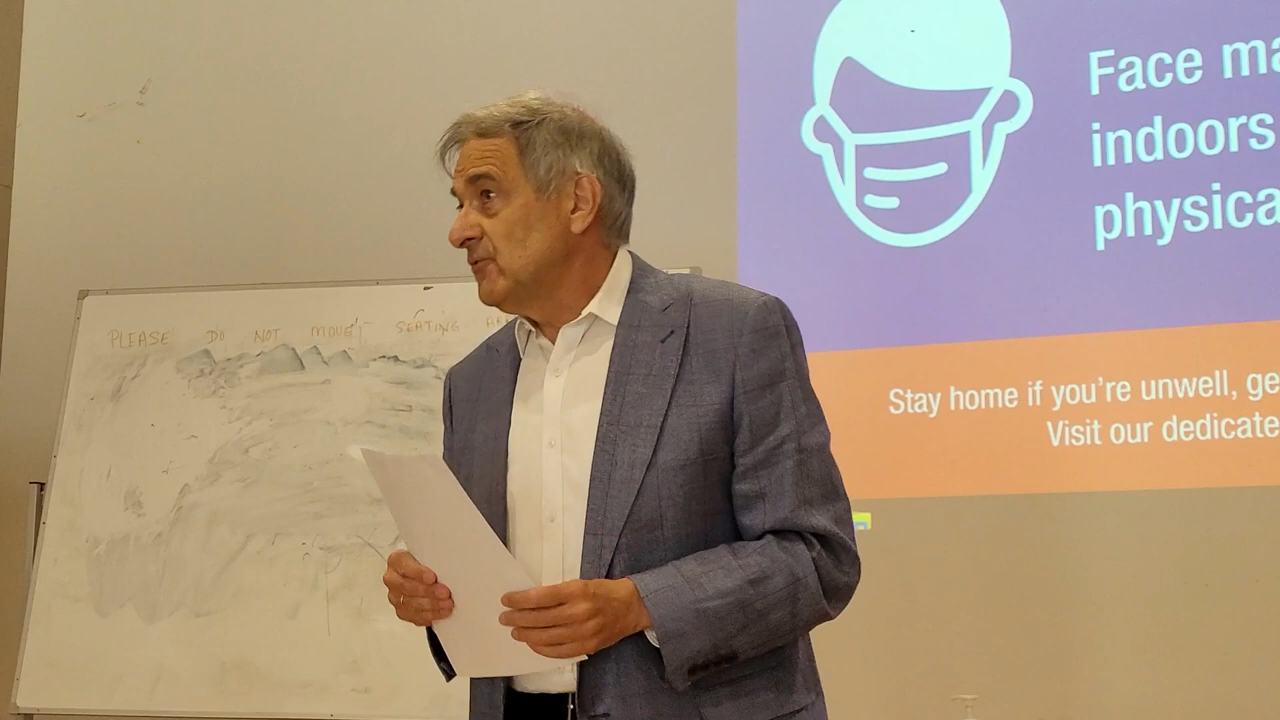 PLEASE DO NOT MOVE SEATING
Face ma
indoors
physica
Stay home if you're unwell, ge
Visit our dedicate